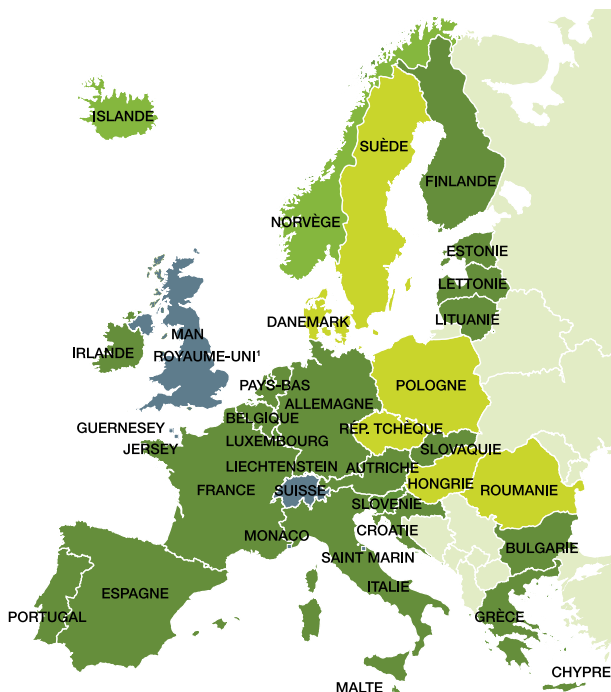 ISLANDE
SUÈDE
FINLANDE
NORVÈGE
ESTONIE
LETTONIE
LITUANIE
DANEMARK
MAN
IRLANDE
ROYAUME-UNI¹
PAYS-BAS
POLOGNE
ALLEMAGNE
BELGIQUE
GUERNESEY
RÉP. TCHÈQUE
LUXEMBOURG
JERSEY
SLOVAQUIE
LIECHTENSTEIN
AUTRICHE
HONGRIE
FRANCE
SUISSE
ROUMANIE
SLOVENIE
CROATIE
MONACO
BULGARIE
SAINT MARIN
ITALIE
ESPAGNE
PORTUGAL
GRÈCE
CHYPRE
MALTE